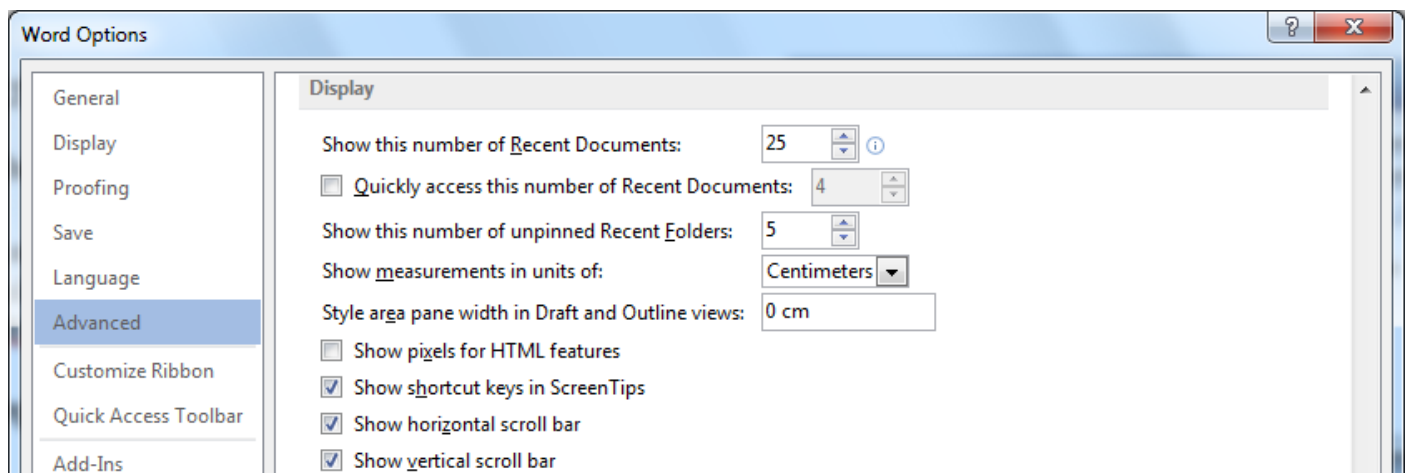 Word Options
?
X
General
Display
Proofing
Save
Language
Advanced
Customize Ribbon
Quick Access Toolbar
Add-Ins
Display
Show this number of Recent Documents: 25
Quickly access this number of Recent Documents: 4
Show this number of unpinned Recent Folders: 5
Show measurements in units of: Centimeters
Style area pane width in Draft and Outline views: 0 cm
Show pixels for HTML features
Show shortcut keys in ScreenTips
Show horizontal scroll bar
Show vertical scroll bar